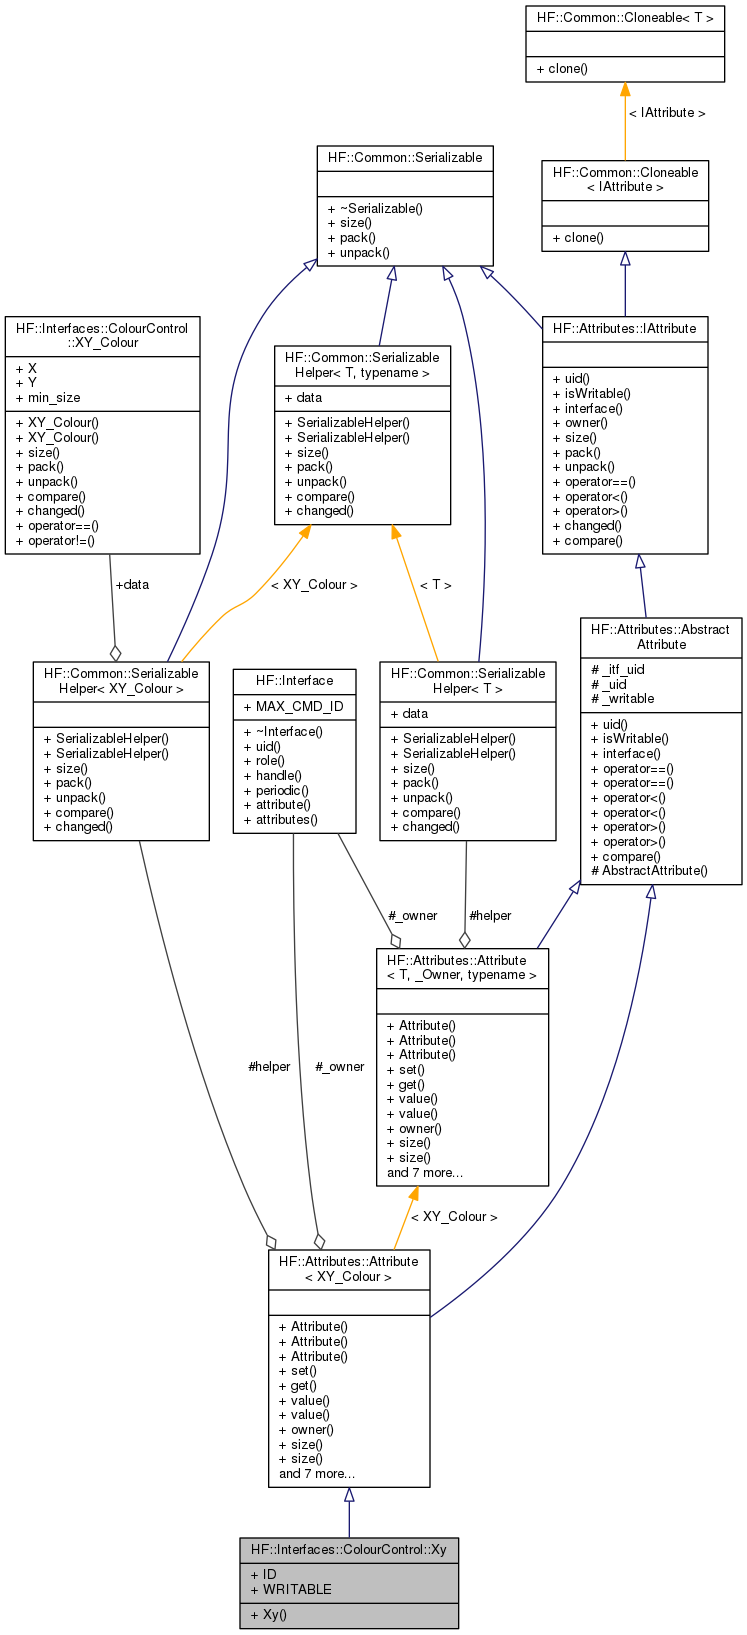 HF::Common::Cloneable< T >
+ clone()
< IAttribute >
HF::Common::Serializable
+ ~Serializable()
+ size()
+ pack()
+ unpack()
HF::Common::Cloneable
< IAttribute >
+ clone()
HF::Interfaces::ColourControl
::XY_Colour
+ X
+ Y
+ min_size
+ XY_Colour()
+ XY_Colour()
+ size()
+ pack()
+ unpack()
+ compare()
+ changed()
+ operator==()
+ operator!=()
HF::Common::Serializable
Helper< T, typename >
+ data
+ SerializableHelper()
+ SerializableHelper()
+ size()
+ pack()
+ unpack()
+ compare()
+ changed()
HF::Attributes::IAttribute
+ uid()
+ isWritable()
+ interface()
+ owner()
+ size()
+ pack()
+ unpack()
+ operator==()
+ operator<()
+ operator>()
+ changed()
+ compare()
+data
< XY_Colour >
< T >
HF::Common::Serializable
Helper< XY_Colour >
+ SerializableHelper()
+ SerializableHelper()
+ size()
+ pack()
+ unpack()
+ compare()
+ changed()
HF::Interface
+ MAX_CMD_ID
+ ~Interface()
+ uid()
+ role()
+ handle()
+ periodic()
+ attribute()
+ attributes()
HF::Common::Serializable
Helper< T >
+ data
+ SerializableHelper()
+ SerializableHelper()
+ size()
+ pack()
+ unpack()
+ compare()
+ changed()
HF::Attributes::Abstract
Attribute
# _itf_uid
# _uid
# _writable
+ uid()
+ isWritable()
+ interface()
+ operator==()
+ operator==()
+ operator<()
+ operator<()
+ operator>()
+ operator>()
+ compare()
# AbstractAttribute()
#_owner
#helper
HF::Attributes::Attribute
< T, _Owner, typename >
+ Attribute()
+ Attribute()
+ Attribute()
+ set()
+ get()
+ value()
+ value()
+ owner()
+ size()
+ size()
and 7 more...
#helper
#_owner
< XY_Colour >
HF::Attributes::Attribute
< XY_Colour >
+ Attribute()
+ Attribute()
+ Attribute()
+ set()
+ get()
+ value()
+ value()
+ owner()
+ size()
+ size()
and 7 more...
HF::Interfaces::ColourControl::Xy
+ ID
+ WRITABLE
+ Xy()